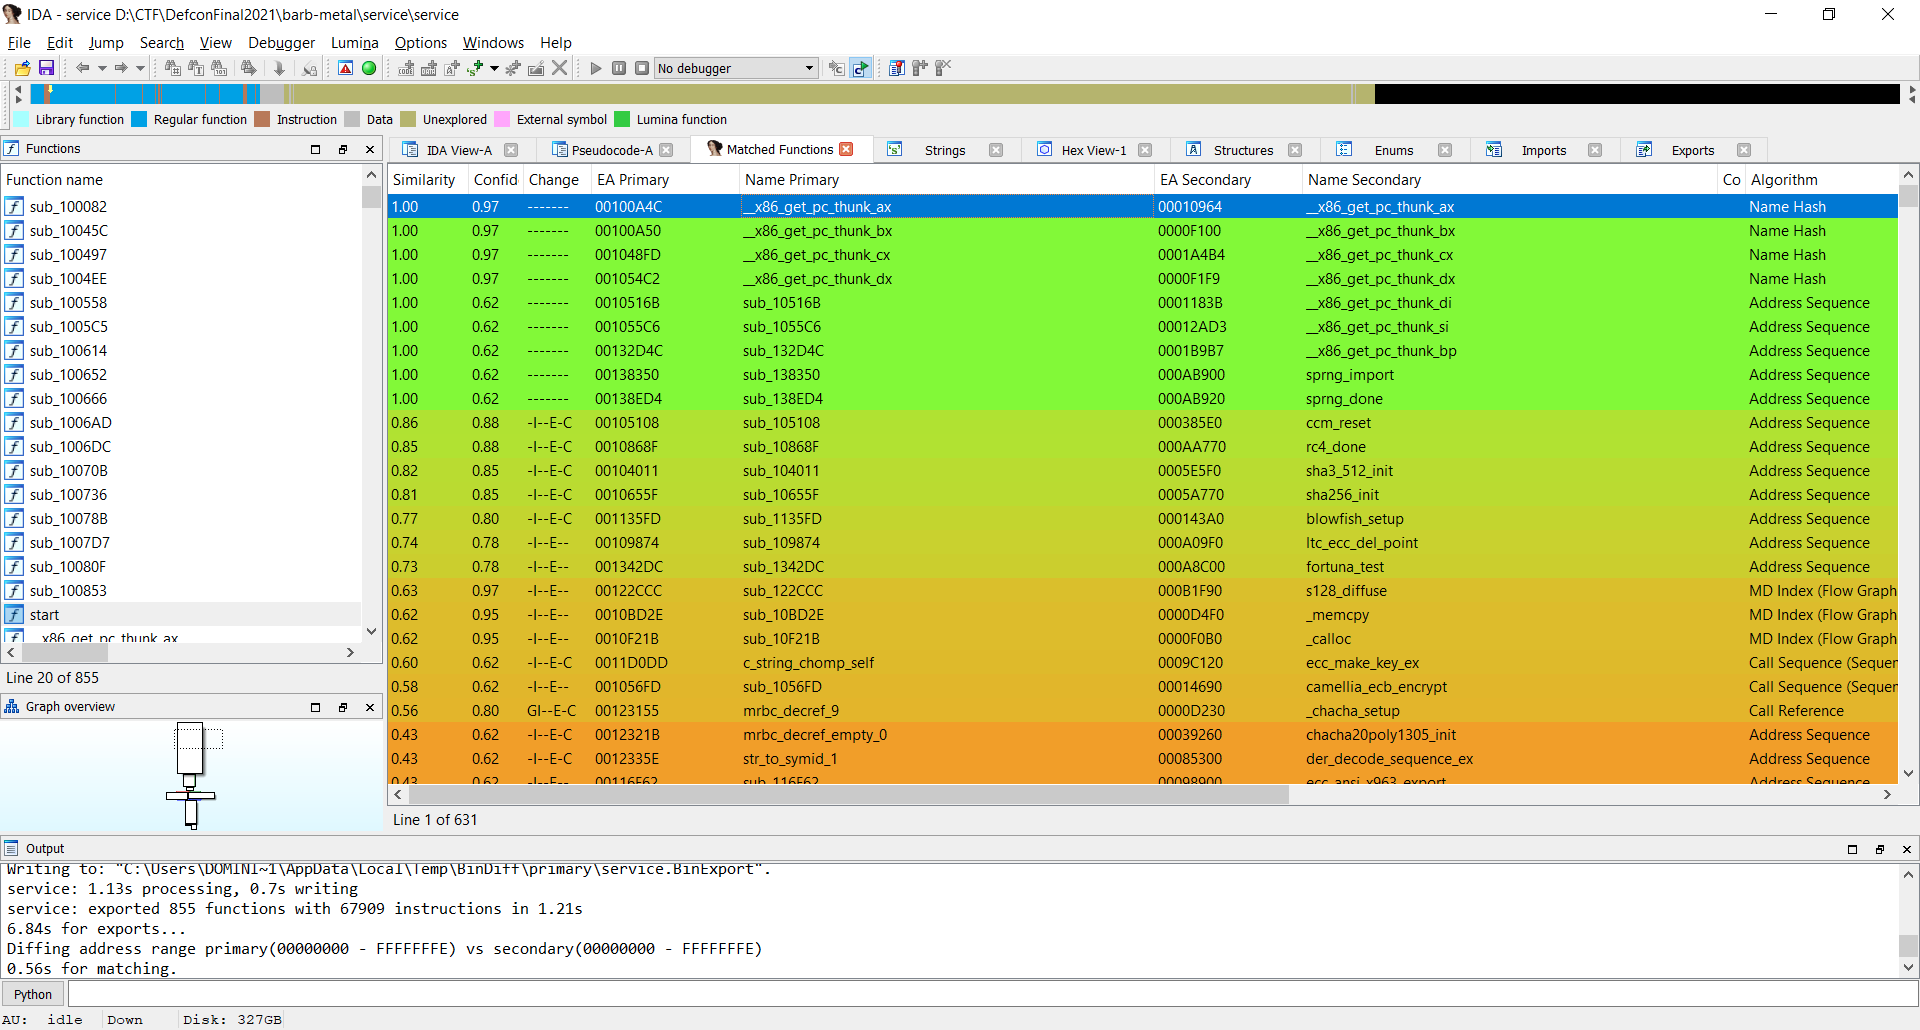 IDA - service D:\CTF\DefconFinal2021\barb-metal\service\service
File Edit Jump Search View Debugger Lumina Options Windows Help
No debugger
Library function Regular function Instruction Data Unexplored External symbol Lumina function
Functions
Function name
sub_100082
sub_10045C
sub_100497
sub_1004EE
sub_100558
sub_1005C5
sub_100614
sub_100652
sub_100666
sub_1006AD
sub_1006DC
sub_10070B
sub_100736
sub_10078B
sub_1007D7
sub_10080F
sub_100853
start
__x86_get_pc_thunk_ax
Line 20 of 855
Graph overview
IDA View-A Pseudocode-A Matched Functions Strings Hex View-1 Structures Enums Imports Exports
Similarity Confid Change EA Primary Name Primary EA Secondary Name Secondary Co Algorithm
1.00 0.97 ------- 00100A4C __x86_get_pc_thunk_ax 00010964 __x86_get_pc_thunk_ax Name Hash
1.00 0.97 ------- 00100A50 __x86_get_pc_thunk_bx 0000F100 __x86_get_pc_thunk_bx Name Hash
1.00 0.97 ------- 001048FD __x86_get_pc_thunk_cx 0001A4B4 __x86_get_pc_thunk_cx Name Hash
1.00 0.97 ------- 001054C2 __x86_get_pc_thunk_dx 0000F1F9 __x86_get_pc_thunk_dx Name Hash
1.00 0.62 ------- 0010516B sub_10516B 0001183B __x86_get_pc_thunk_di Address Sequence
1.00 0.62 ------- 001055C6 sub_1055C6 00012AD3 __x86_get_pc_thunk_si Address Sequence
1.00 0.62 ------- 00132D4C sub_132D4C 0001B9B7 __x86_get_pc_thunk_bp Address Sequence
1.00 0.62 ------- 00138350 sub_138350 000AB900 sprng_import Address Sequence
1.00 0.62 ------- 00138ED4 sub_138ED4 000AB920 sprng_done Address Sequence
0.86 0.88 -I--E-C 00105108 sub_105108 000385E0 ccm_reset Address Sequence
0.85 0.88 -I--E-C 0010868F sub_10868F 000AA770 rc4_done Address Sequence
0.82 0.85 -I--E-C 00104011 sub_104011 0005E5F0 sha3_512_init Address Sequence
0.81 0.85 -I--E-C 0010655F sub_10655F 0005A770 sha256_init Address Sequence
0.77 0.80 -I--E-C 001135FD sub_1135FD 000143A0 blowfish_setup Address Sequence
0.74 0.78 -I--E-- 00109874 sub_109874 000A09F0 ltc_ecc_del_point Address Sequence
0.73 0.78 -I--E-- 001342DC sub_1342DC 000A8C00 fortuna_test Address Sequence
0.63 0.97 -I--E-- 00122CCC sub_122CCC 000B1F90 s128_diffuse MD Index (Flow Graph
0.62 0.95 -I--E-- 0010BD2E sub_10BD2E 0000D4F0 _memcpy MD Index (Flow Graph
0.62 0.95 -I--E-- 0010F21B sub_10F21B 0000F0B0 _calloc MD Index (Flow Graph
0.60 0.62 -I--E-C 0011D0DD c_string_chomp_self 0009C120 ecc_make_key_ex Call Sequence (Sequen
0.58 0.62 -I--E-- 001056FD sub_1056FD 00014690 camellia_ecb_encrypt Call Sequence (Sequen
0.56 0.80 GI--E-C 00123155 mrbc_decref_9 0000D230 _chacha_setup Call Reference
0.43 0.62 -I--E-C 0012321B mrbc_decref_empty_0 00039260 chacha20poly1305_init Address Sequence
0.43 0.62 -I--E-C 0012335E str_to_symid_1 00085300 der_decode_sequence_ex Address Sequence
0.43 0.62 -I--E-- 00116F62 sub_116F62 00098900 ecc_ansi_x963_export Address Sequence
Line 1 of 631
Output
Writing to: "C:\Users\DOMINI~1\AppData\Local\Temp\BinDiff\primary\service.BinExport".
service: 1.13s processing, 0.7s writing
service: exported 855 functions with 67909 instructions in 1.21s
6.84s for exports...
Diffing address range primary(00000000 - FFFFFFFE) vs secondary(00000000 - FFFFFFFE)
0.56s for matching.
Python
AU: idle Down Disk: 327GB